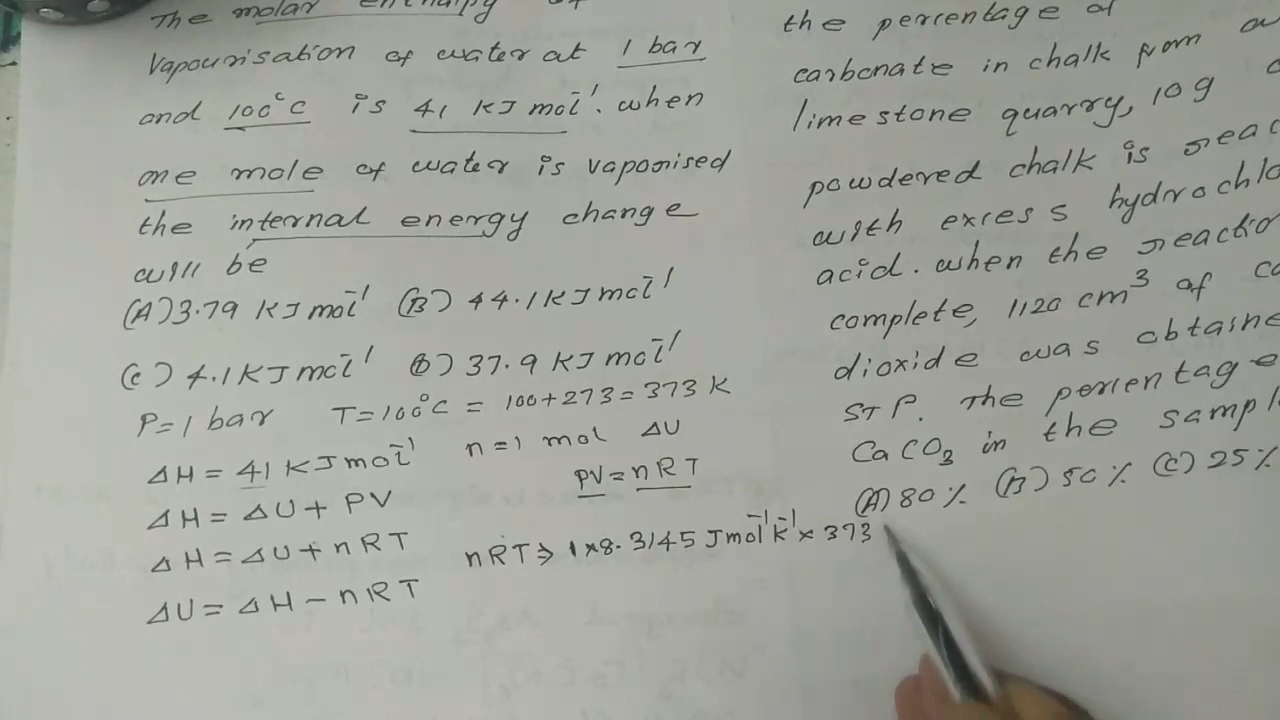 The molar enthalpy of
Vapourisation of water at 1 bar
and 100°C is 41 KJ mol⁻¹. when
one mole of water is vaporised
the internal energy change
will be
(A) 3.79 KJ mol⁻¹ (B) 44.1 KJ mol⁻¹
(C) 4.1 KJ mol⁻¹ (D) 37.9 KJ mol⁻¹
P = 1 bar T = 100°C = 100+273 = 373 K
ΔH = 41 KJ mol⁻¹ n = 1 mol ΔU
ΔH = ΔU + PV PV = nRT
ΔH = ΔU + nRT nRT ⇒ 1×8.3145 J mol⁻¹ K⁻¹ × 373
ΔU = ΔH − nRT
the percentage of
carbonate in chalk from
limestone quarry, 10g
powdered chalk is
with excess
acid. when the
complete, 1120 cm³ of
dioxide was
STP. The
CaCO₃ in the
(A) 80% (B) 50% (C) 25%